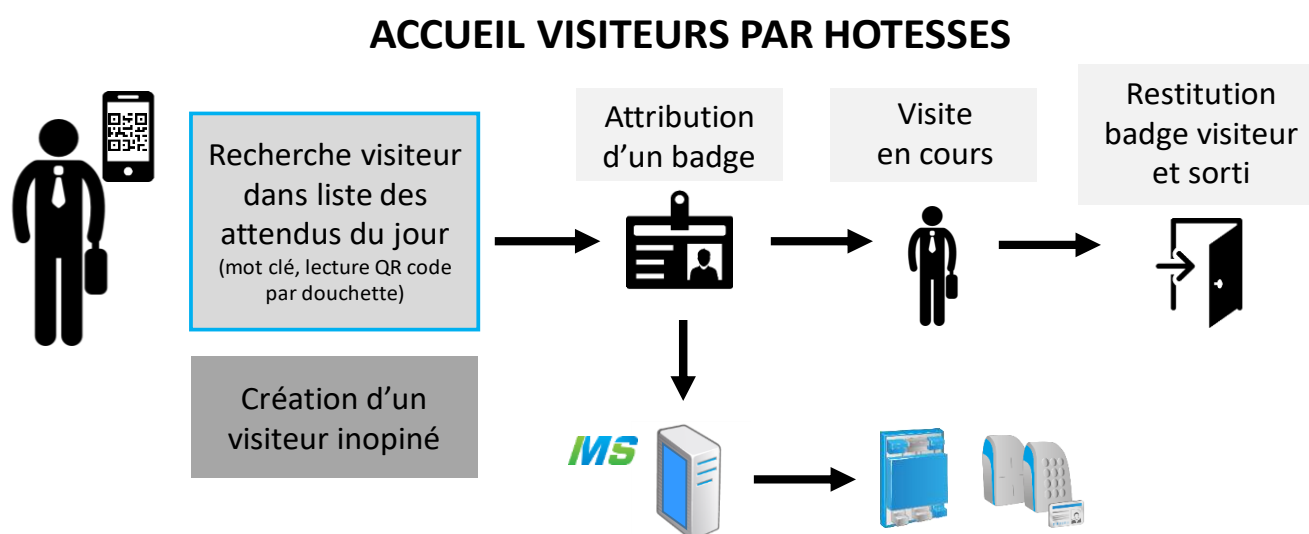 ACCUEIL VISITEURS PAR HOTESSES
Recherche visiteur
dans liste des
attendus du jour
(mot clé, lecture QR code
par douchette)
Création d’un
visiteur inopiné
Attribution
d’un badge
Visite
en cours
Restitution
badge visiteur
et sorti
IMS